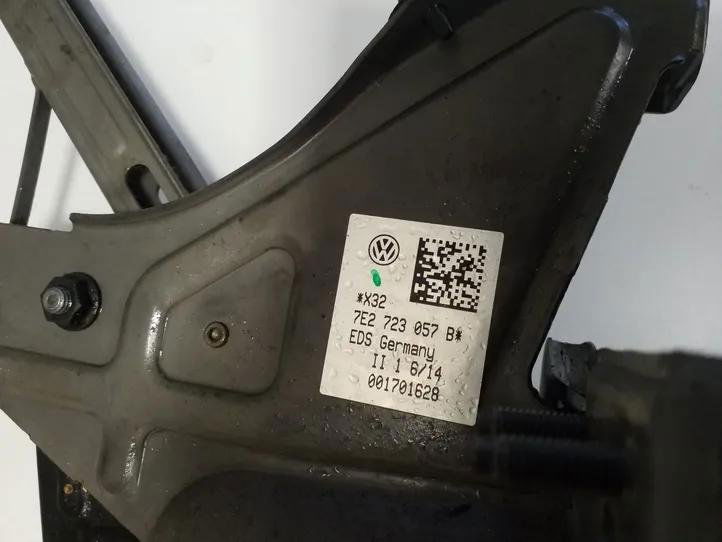 *X32
7E2 723 057 B*
EDS Germany
II 1 6/14
001701628